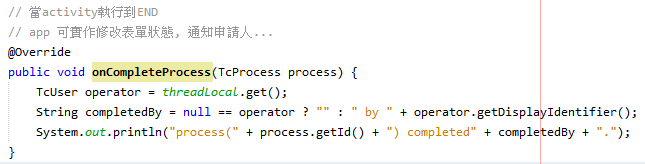 // 當activity執行到END
// app 可實作修改表單狀態, 通知申請人...
@Override
public void onCompleteProcess(TcProcess process) {
TcUser operator = threadLocal.get();
String completedBy = null == operator ? "" : " by " + operator.getDisplayIdentifier();
System.out.println("process(" + process.getId() + ") completed" + completedBy + ".");
}